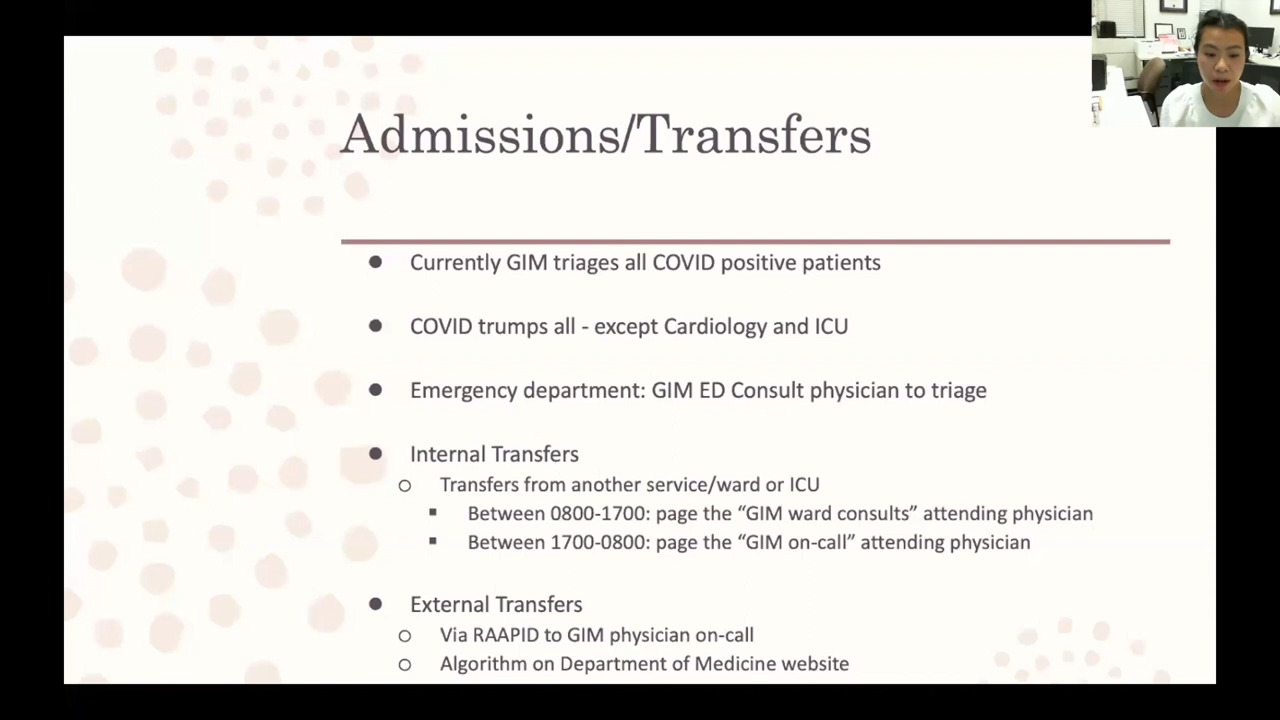 Admissions/Transfers
● Currently GIM triages all COVID positive patients
● COVID trumps all - except Cardiology and ICU
● Emergency department: GIM ED Consult physician to triage
● Internal Transfers
○ Transfers from another service/ward or ICU
▪ Between 0800-1700: page the “GIM ward consults” attending physician
▪ Between 1700-0800: page the “GIM on-call” attending physician
● External Transfers
○ Via RAAPID to GIM physician on-call
○ Algorithm on Department of Medicine website